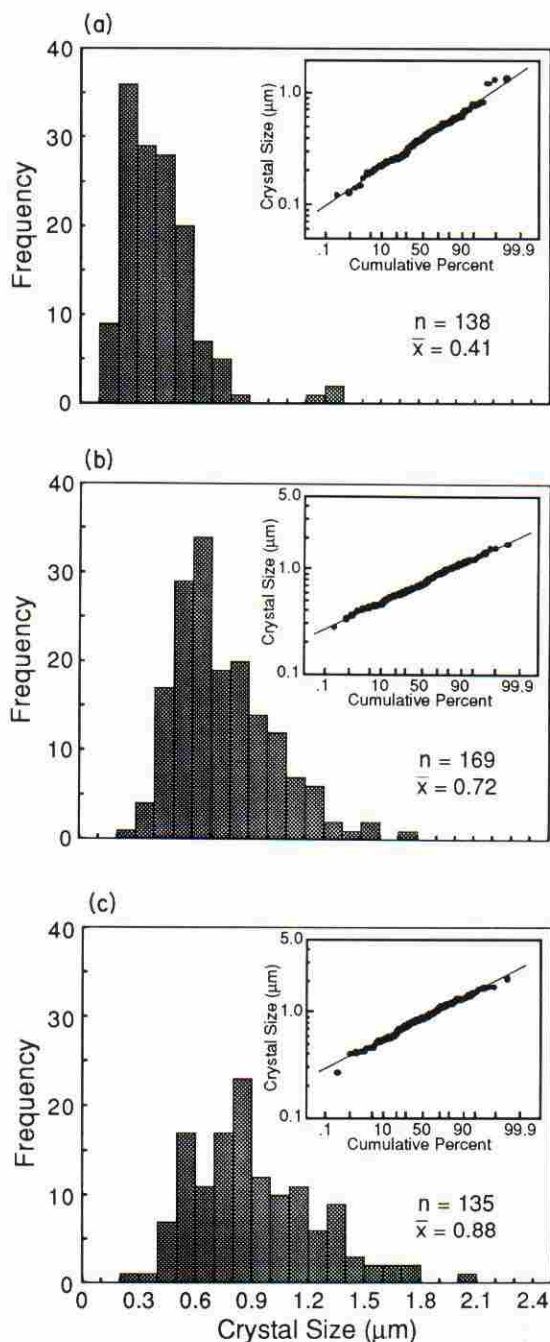 (a)
40
30
20
10
0
Frequency
1.0
0.1
Crystal Size (μm)
.1 10 50 90 99.9
Cumulative Percent
n = 138
x̄ = 0.41
(b)
40
30
20
10
0
Frequency
5.0
1.0
0.1
Crystal Size (μm)
.1 10 50 90 99.9
Cumulative Percent
n = 169
x̄ = 0.72
(c)
40
30
20
10
0
Frequency
5.0
1.0
0.1
Crystal Size (μm)
.1 10 50 90 99.9
Cumulative Percent
n = 135
x̄ = 0.88
0 0.3 0.6 0.9 1.2 1.5 1.8 2.1 2.4
Crystal Size (μm)